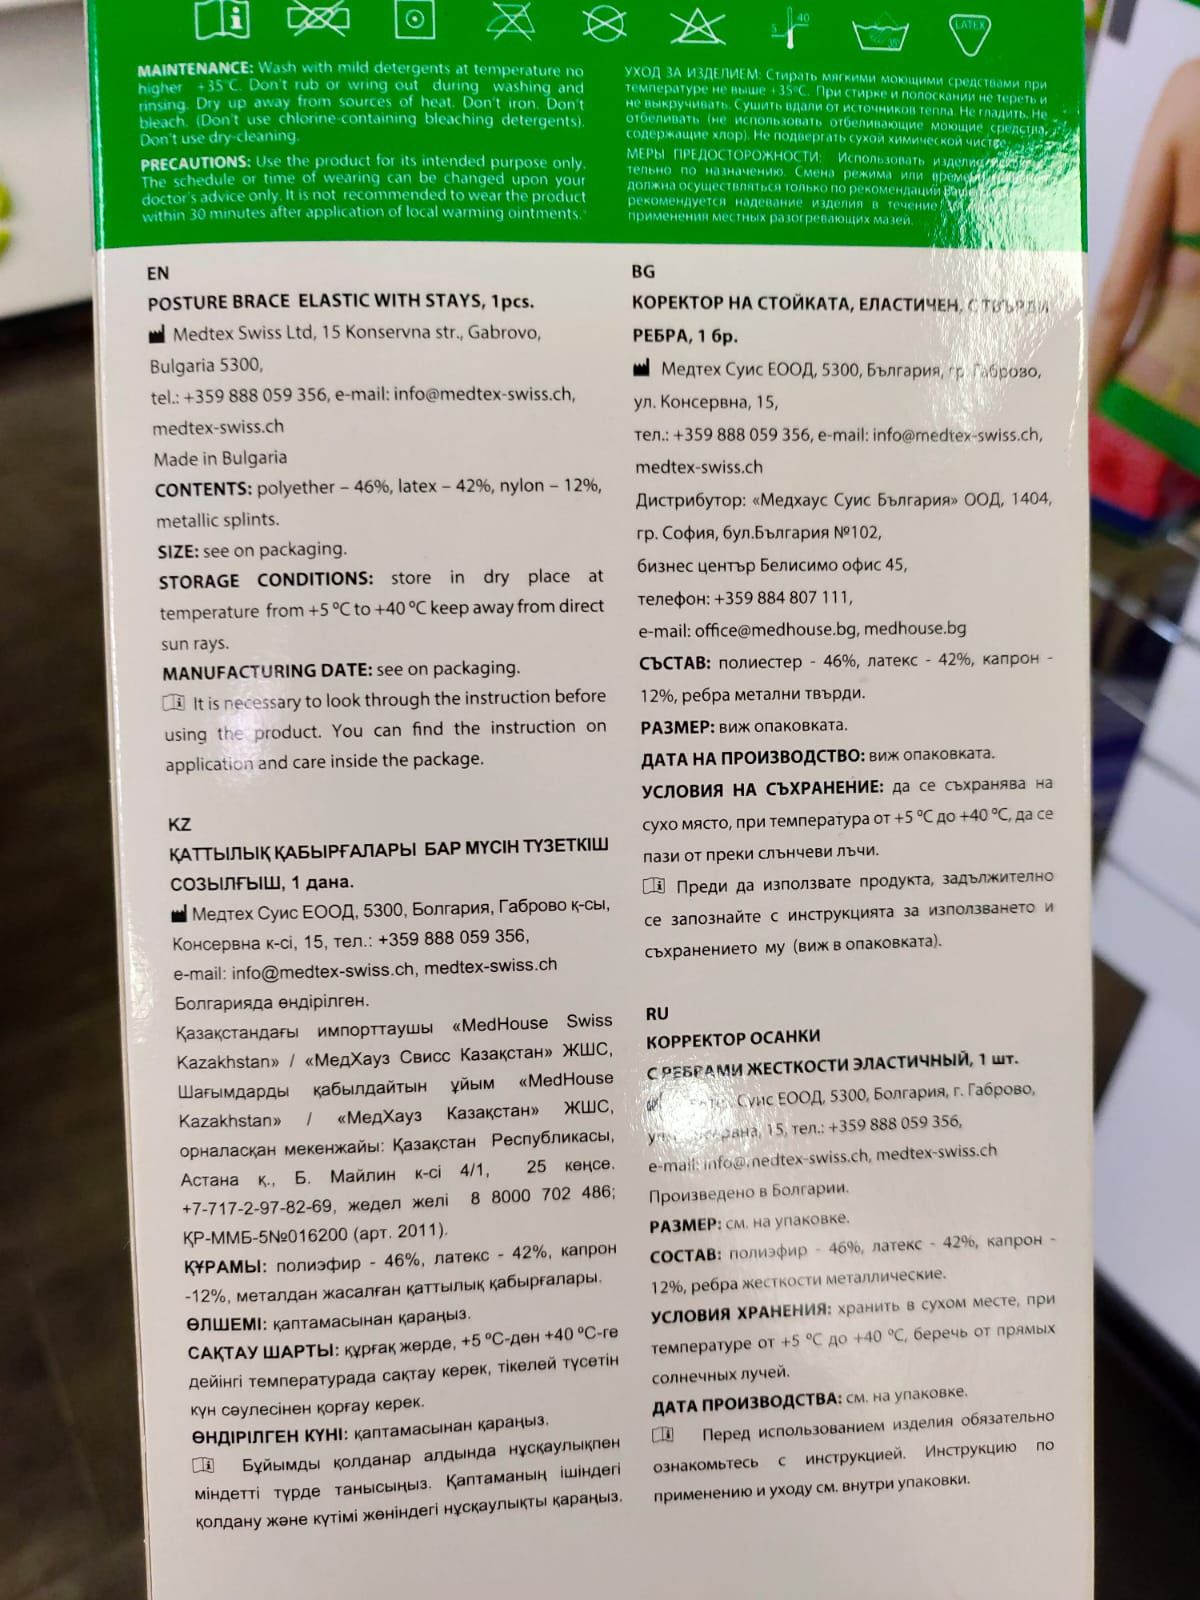 5 40
35°
LATEX
MAINTENANCE: Wash with mild detergents at temperature no
higher +35°C. Don't rub or wring out during washing and
rinsing. Dry up away from sources of heat. Don't iron. Don't
bleach. (Don't use chlorine-containing bleaching detergents).
Don't use dry-cleaning.
PRECAUTIONS: Use the product for its intended purpose only.
The schedule or time of wearing can be changed upon your
doctor's advice only. It is not recommended to wear the product
within 30 minutes after application of local warming ointments.
УХОД ЗА ИЗДЕЛИЕМ: Стирать мягкими моющими средствами при
температуре не выше +35°С. При стирке и полоскании не тереть и
не выкручивать. Сушить вдали от источников тепла. Не гладить. Не
отбеливать (не использовать отбеливающие моющие средства,
содержащие хлор). Не подвергать сухой химической чистке.
МЕРЫ ПРЕДОСТОРОЖНОСТИ: Использовать изделие
тельно по назначению. Смена режима или времени
должна осуществляться только по рекомендации
рекомендуется надевание изделия в течение
применения местных разогревающих мазей.
EN
POSTURE BRACE ELASTIC WITH STAYS, 1pcs.
Medtex Swiss Ltd, 15 Konservna str., Gabrovo,
Bulgaria 5300,
tel.: +359 888 059 356, e-mail: info@medtex-swiss.ch,
medtex-swiss.ch
Made in Bulgaria
CONTENTS: polyether – 46%, latex – 42%, nylon – 12%,
metallic splints.
SIZE: see on packaging.
STORAGE CONDITIONS: store in dry place at
temperature from +5 ºC to +40 ºC keep away from direct
sun rays.
MANUFACTURING DATE: see on packaging.
It is necessary to look through the instruction before
using the product. You can find the instruction on
application and care inside the package.
KZ
ҚАТТЫЛЫҚ ҚАБЫРҒАЛАРЫ БАР МҮСІН ТҮЗЕТКІШ
СОЗЫЛҒЫШ, 1 дана.
Медтех Суис ЕООД, 5300, Болгария, Габрово қ-сы,
Консервна к-сі, 15, тел.: +359 888 059 356,
e-mail: info@medtex-swiss.ch, medtex-swiss.ch
Болгарияда өндірілген.
Қазақстандағы импорттаушы «MedHouse Swiss
Kazakhstan» / «МедХауз Свисс Казақстан» ЖШС,
Шағымдарды қабылдайтын ұйым «MedHouse
Kazakhstan» / «МедХауз Казақстан» ЖШС,
орналасқан мекенжайы: Қазақстан Республикасы,
Астана қ., Б. Майлин к-сі 4/1, 25 кеңсе.
+7-717-2-97-82-69, жедел желі 8 8000 702 486;
ҚР-ММБ-5№016200 (арт. 2011).
ҚҰРАМЫ: полиэфир - 46%, латекс - 42%, капрон
-12%, металдан жасалған қаттылық қабырғалары.
ӨЛШЕМІ: қаптамасынан қараңыз.
САҚТАУ ШАРТЫ: құрғақ жерде, +5 ºС-ден +40 ºС-ге
дейінгі температурада сақтау керек, тікелей түсетін
күн сәулесінен қорғау керек.
ӨНДІРІЛГЕН КҮНІ: қаптамасынан қараңыз.
Бұйымды қолданар алдында нұсқаулықпен
міндетті түрде танысыңыз. Қаптаманың ішіндегі
қолдану және күтімі жөніндегі нұсқаулықты қараңыз.
BG
КОРЕКТОР НА СТОЙКАТА, ЕЛАСТИЧЕН, С ТВЪРДИ
РЕБРА, 1 бр.
Медтех Суис ЕООД, 5300, България, гр. Габрово,
ул. Консервна, 15,
тел.: +359 888 059 356, e-mail: info@medtex-swiss.ch,
medtex-swiss.ch
Дистрибутор: «Медхаус Суис България» ООД, 1404,
гр. София, бул.България №102,
бизнес център Белисимо офис 45,
телефон: +359 884 807 111,
e-mail: office@medhouse.bg, medhouse.bg
СЪСТАВ: полиестер - 46%, латекс - 42%, капрон -
12%, ребра метални твърди.
РАЗМЕР: виж опаковката.
ДАТА НА ПРОИЗВОДСТВО: виж опаковката.
УСЛОВИЯ НА СЪХРАНЕНИЕ: да се съхранява на
сухо място, при температура от +5 ºС до +40 ºС, да се
пази от преки слънчеви лъчи.
Преди да използвате продукта, задължително
се запознайте с инструкцията за използването и
съхранението му (виж в опаковката).
RU
КОРРЕКТОР ОСАНКИ
С РЕБРАМИ ЖЕСТКОСТИ ЭЛАСТИЧНЫЙ, 1 шт.
Суис ЕООД, 5300, Болгария, г. Габрово,
15, тел.: +359 888 059 356,
e-mail: info@medtex-swiss.ch, medtex-swiss.ch
Произведено в Болгарии.
РАЗМЕР: см. на упаковке.
СОСТАВ: полиэфир - 46%, латекс - 42%, капрон -
12%, ребра жесткости металлические.
УСЛОВИЯ ХРАНЕНИЯ: хранить в сухом месте, при
температуре от +5 ºС до +40 ºС, беречь от прямых
солнечных лучей.
ДАТА ПРОИЗВОДСТВА: см. на упаковке.
Перед использованием изделия обязательно
ознакомьтесь с инструкцией. Инструкцию по
применению и уходу см. внутри упаковки.